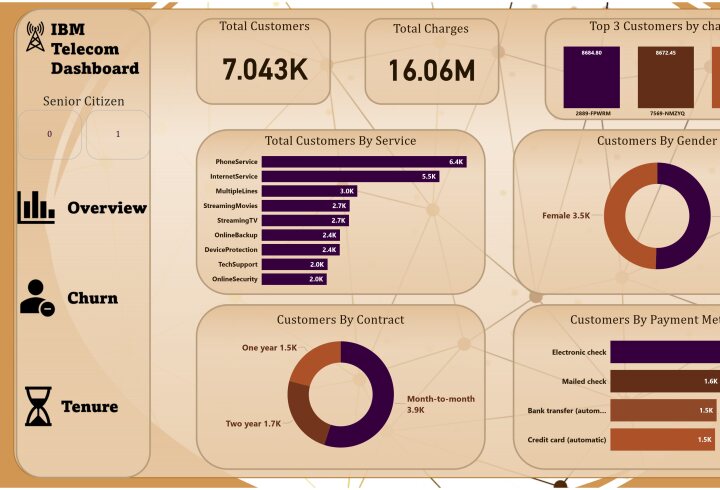 IBM
Telecom
Dashboard
Senior Citizen
0
1
Overview
Churn
Tenure
Total Customers
7.043K
Total Charges
16.06M
Top 3 Customers by cha
8684.80
8672.45
2889-FPWRM
7569-NMZYQ
Total Customers By Service
PhoneService 6.4K
InternetService 5.5K
MultipleLines 3.0K
StreamingMovies 2.7K
StreamingTV 2.7K
OnlineBackup 2.4K
DeviceProtection 2.4K
TechSupport 2.0K
OnlineSecurity 2.0K
Customers By Gender
Female 3.5K
Customers By Contract
One year 1.5K
Month-to-month
3.9K
Two year 1.7K
Customers By Payment Met
Electronic check
Mailed check 1.6K
Bank transfer (autom... 1.5K
Credit card (automatic) 1.5K